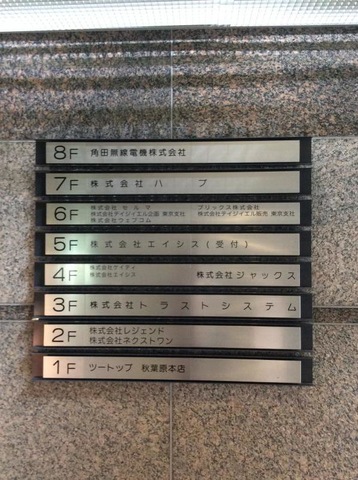 8F 角田無線電機株式会社
7F 株式会社ハブ
6F 株式会社セルマ ブリックス株式会社
株式会社テイジイエル企画 東京支社 株式会社テイジイエル販売 東京支社
株式会社ウェブコム
5F 株式会社エイシス(受付)
4F 株式会社アイティ 株式会社ジャックス
株式会社エイシス
3F 株式会社トラストシステム
2F 株式会社レジェンド
株式会社ネクストワン
1F ツートップ 秋葉原本店